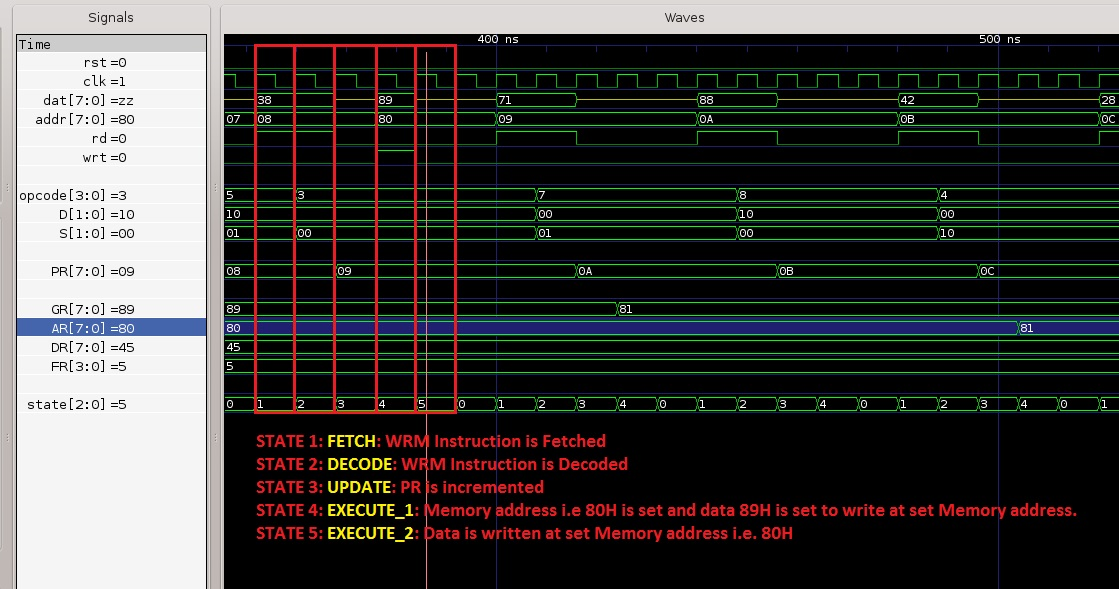 Signals Waves
Time 400 ns 500 ns
rst=0
clk=1
dat[7:0]=zz 38 89 71 88 42 28
addr[7:0]=80 07 08 80 09 0A 0B 0C
rd=0
wrt=0
opcode[3:0]=3 5 3 7 8 4
D[1:0]=10 10 00 10 00
S[1:0]=00 01 00 01 00 10
PR[7:0]=09 08 09 0A 0B 0C
GR[7:0]=89 89 81
AR[7:0]=80 80 81
DR[7:0]=45 45
FR[3:0]=5 5
state[2:0]=5 0 1 2 3 4 5 0 1 2 3 4 0 1 2 3 4 0 1 2 3 4 0 1
STATE 1: FETCH: WRM Instruction is Fetched
STATE 2: DECODE: WRM Instruction is Decoded
STATE 3: UPDATE: PR is incremented
STATE 4: EXECUTE_1: Memory address i.e 80H is set and data 89H is set to write at set Memory address.
STATE 5: EXECUTE_2: Data is written at set Memory address i.e. 80H